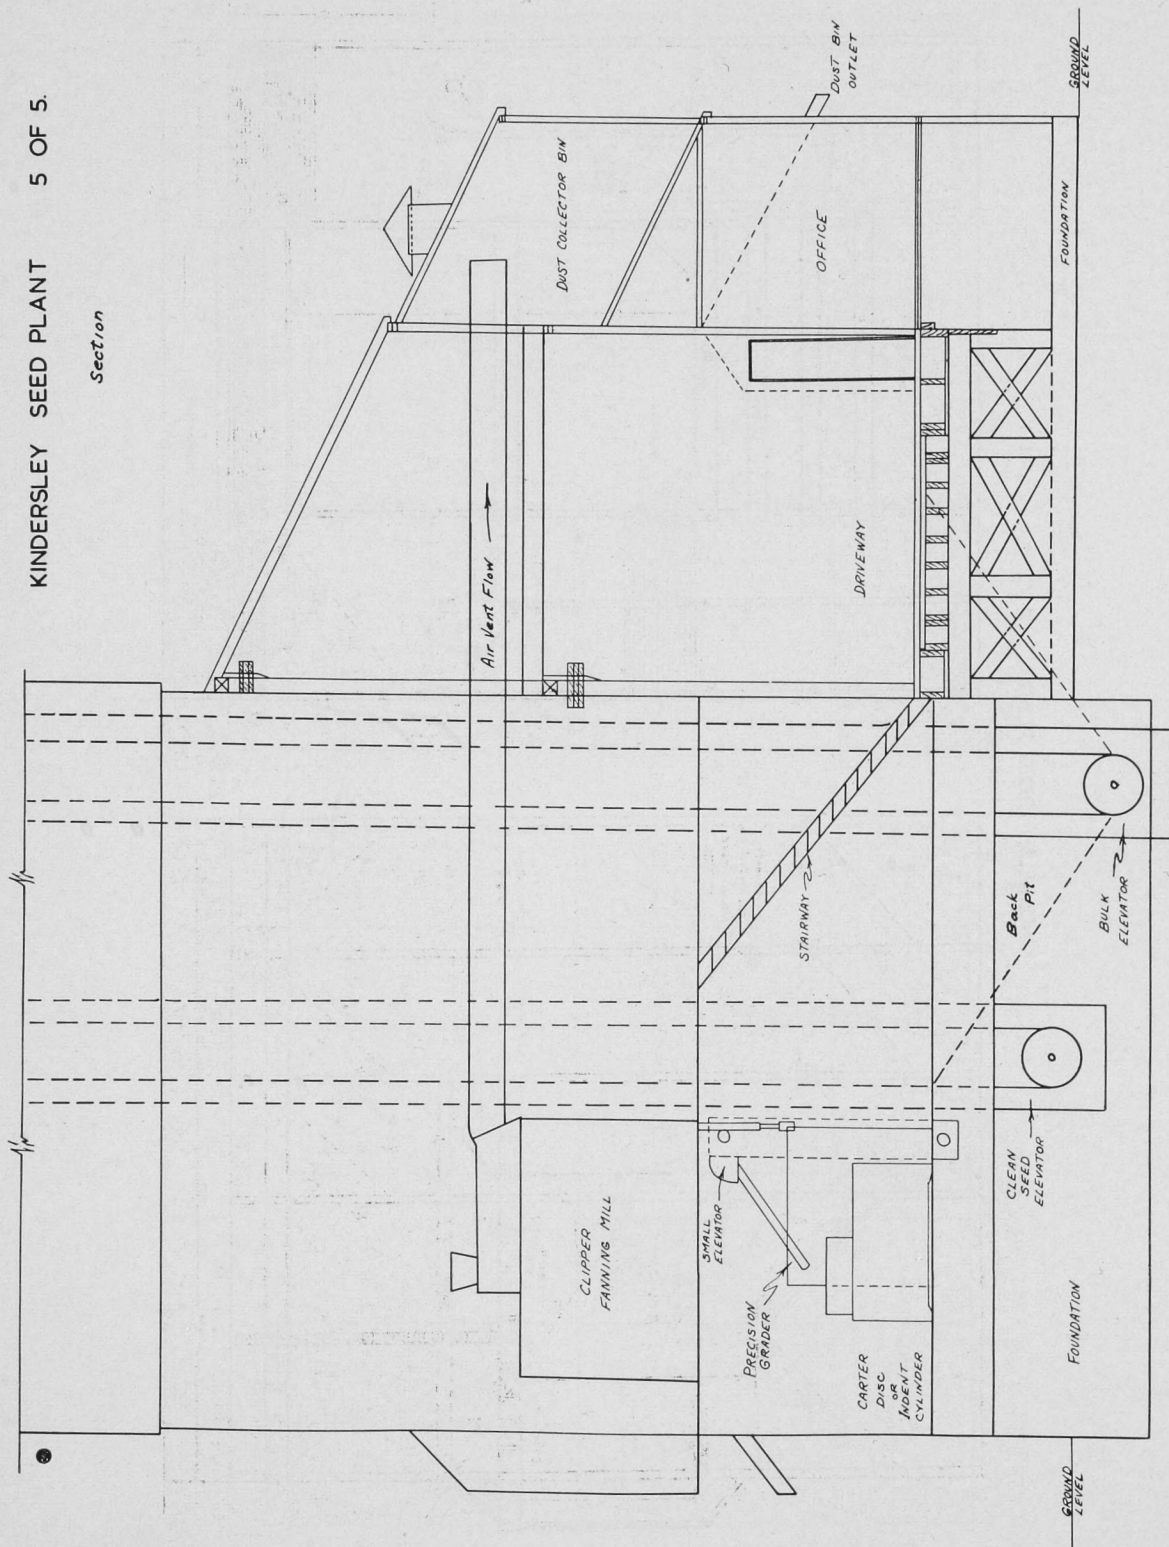 KINDERSLEY SEED PLANT 5 OF 5.
Section
DUST COLLECTOR BIN
DUST BIN
OUTLET
OFFICE
Air Vent Flow
DRIVEWAY
GROUND
LEVEL
FOUNDATION
CLIPPER
FANNING MILL
STAIRWAY
SMALL
ELEVATOR
PRECISION
GRADER
CARTER
DISC
OR
INDENT
CYLINDER
CLEAN
SEED
ELEVATOR
Back
Pit
BULK
ELEVATOR
FOUNDATION
GROUND
LEVEL